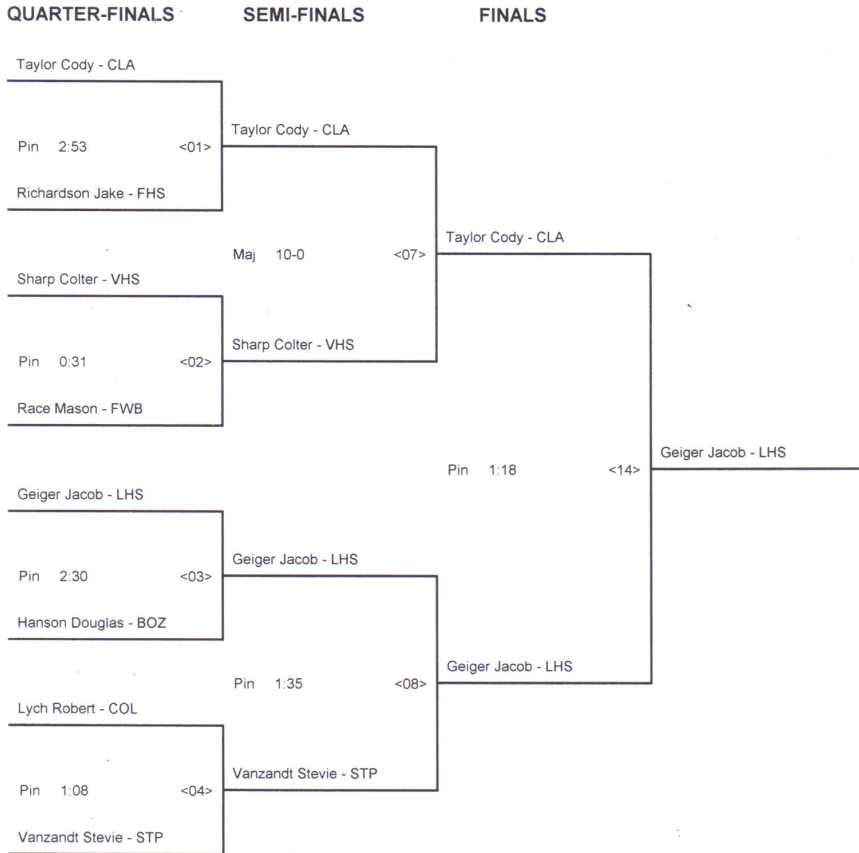 QUARTER-FINALS SEMI-FINALS FINALS
Taylor Cody - CLA
Taylor Cody - CLA
Pin 2:53 <01>
Richardson Jake - FHS
Taylor Cody - CLA
Maj 10-0 <07>
Sharp Colter - VHS
Sharp Colter - VHS
Pin 0:31 <02>
Race Mason - FWB
Geiger Jacob - LHS
Pin 1:18 <14>
Geiger Jacob - LHS
Geiger Jacob - LHS
Pin 2:30 <03>
Hanson Douglas - BOZ
Geiger Jacob - LHS
Pin 1:35 <08>
Lych Robert - COL
Vanzandt Stevie - STP
Pin 1:08 <04>
Vanzandt Stevie - STP